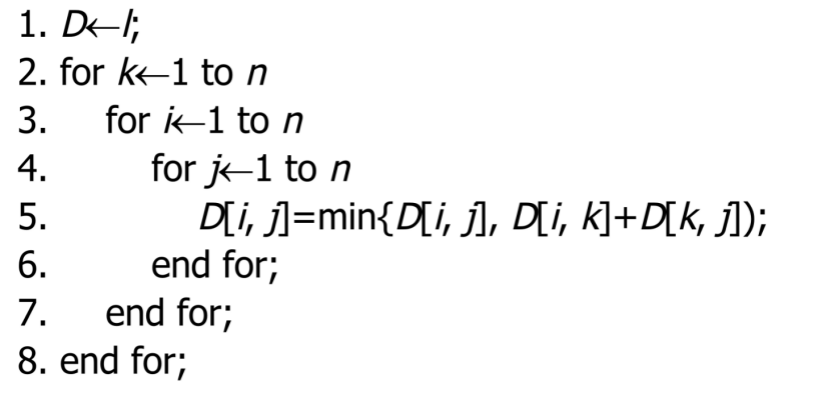 1. D←l;
2. for k←1 to n
3. for i←1 to n
4. for j←1 to n
5. D[i, j]=min{D[i, j], D[i, k]+D[k, j]);
6. end for;
7. end for;
8. end for;